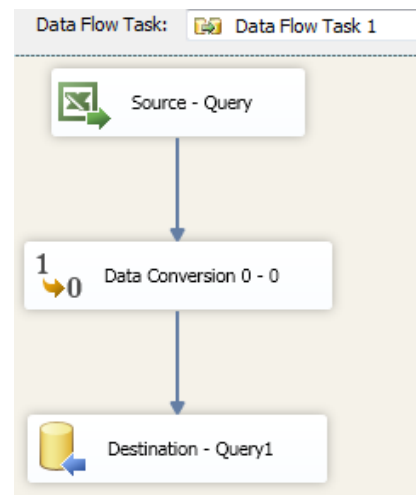 Data Flow Task: Data Flow Task 1
Source - Query
1
0
Data Conversion 0 - 0
Destination - Query1